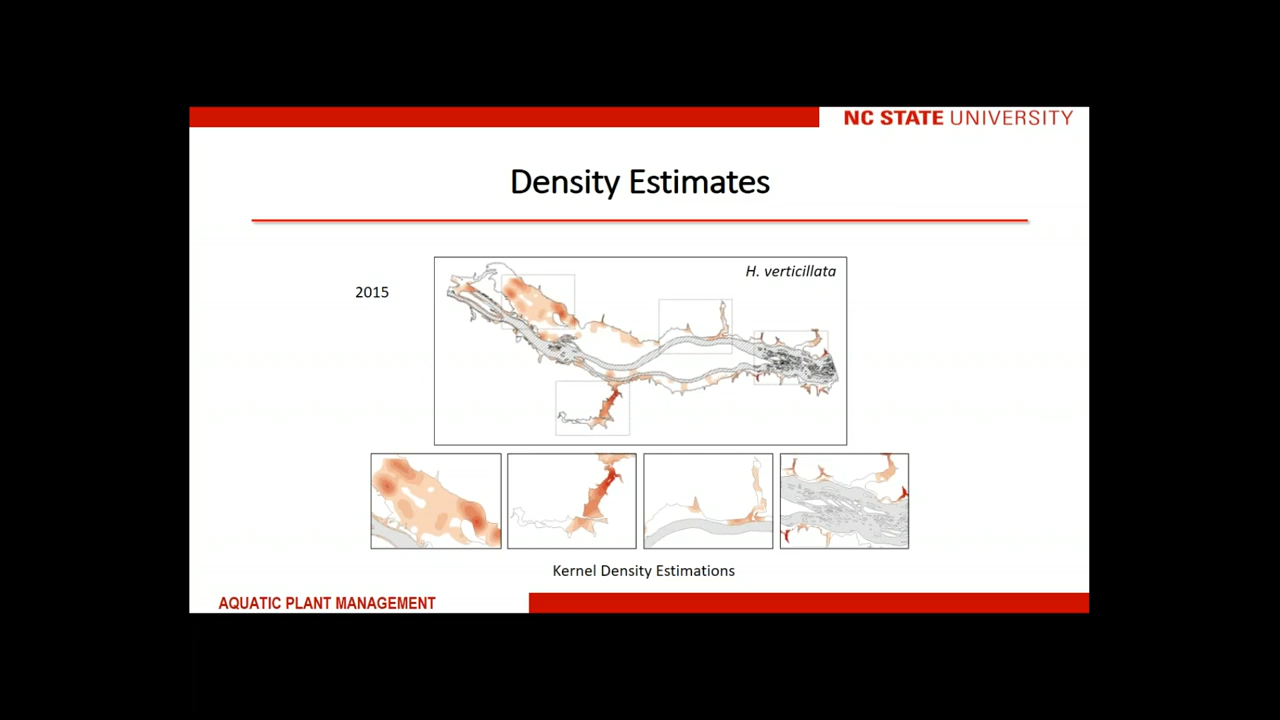 NC STATE UNIVERSITY
Density Estimates
H. verticillata
2015
Kernel Density Estimations
AQUATIC PLANT MANAGEMENT